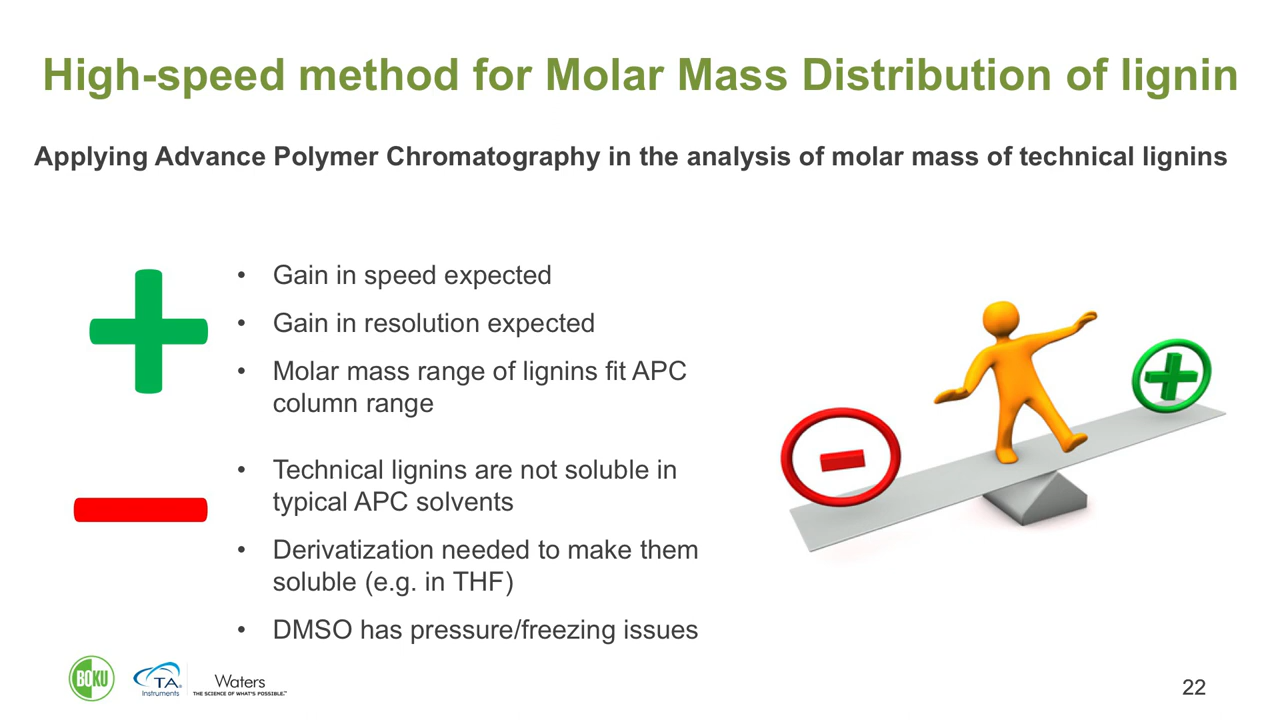 High-speed method for Molar Mass Distribution of lignin
Applying Advance Polymer Chromatography in the analysis of molar mass of technical lignins
• Gain in speed expected
• Gain in resolution expected
• Molar mass range of lignins fit APC
column range
• Technical lignins are not soluble in
typical APC solvents
• Derivatization needed to make them
soluble (e.g. in THF)
• DMSO has pressure/freezing issues
BOKU
TA
Instruments
Waters
THE SCIENCE OF WHAT'S POSSIBLE.™
22